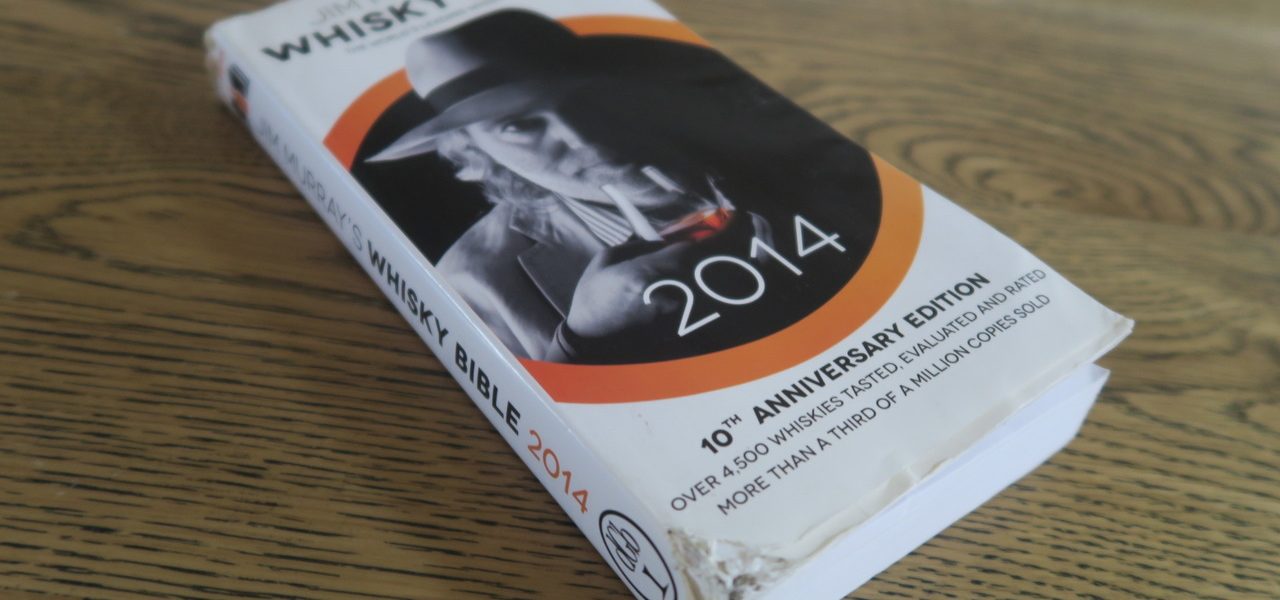 JIM
WHISKY
2014
10TH ANNIVERSARY EDITION
OVER 4,500 WHISKIES TASTED, EVALUATED AND RATED
MORE THAN A THIRD OF A MILLION COPIES SOLD
JIM MURRAY'S WHISKY BIBLE 2014